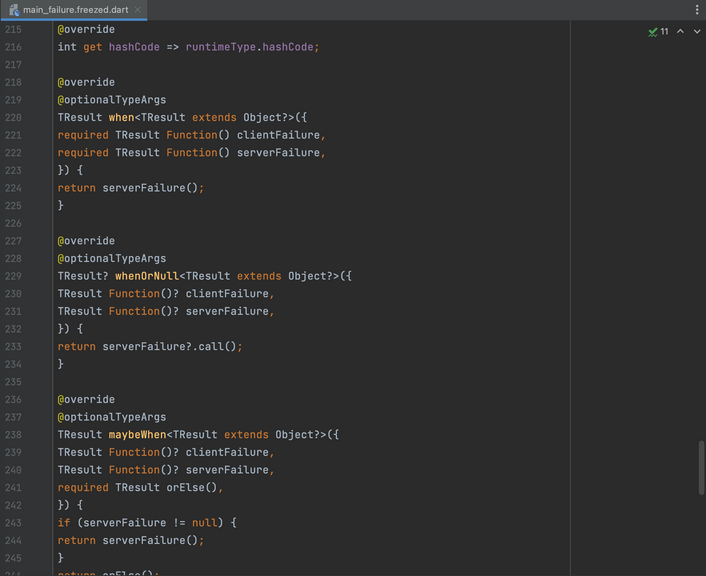 main_failure.freezed.dart
11
215 @override
216 int get hashCode => runtimeType.hashCode;
217
218 @override
219 @optionalTypeArgs
220 TResult when<TResult extends Object?>({
221 required TResult Function() clientFailure,
222 required TResult Function() serverFailure,
223 }) {
224 return serverFailure();
225 }
226
227 @override
228 @optionalTypeArgs
229 TResult? whenOrNull<TResult extends Object?>({
230 TResult Function()? clientFailure,
231 TResult Function()? serverFailure,
232 }) {
233 return serverFailure?.call();
234 }
235
236 @override
237 @optionalTypeArgs
238 TResult maybeWhen<TResult extends Object?>({
239 TResult Function()? clientFailure,
240 TResult Function()? serverFailure,
241 required TResult orElse(),
242 }) {
243 if (serverFailure != null) {
244 return serverFailure();
245 }
return orElse();